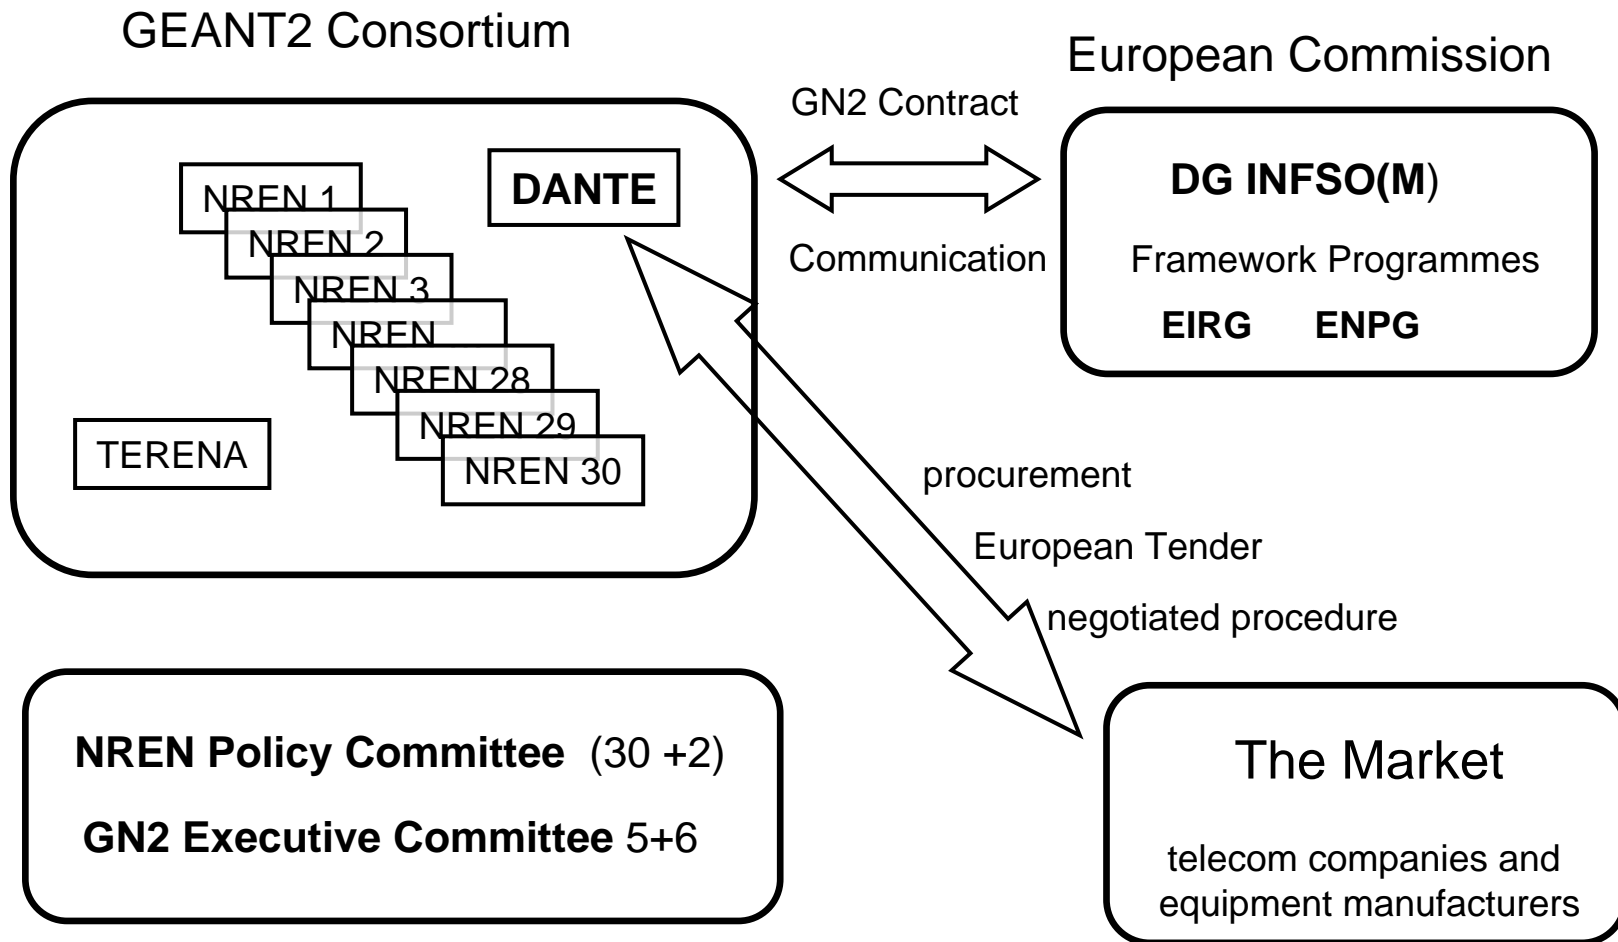 GEANT2 Consortium
European Commission
GN2 Contract
Communication
NREN 1
NREN 2
NREN 3
NREN
NREN 28
NREN 29
NREN 30
DANTE
TERENA
DG INFSO(M)
Framework Programmes
EIRG ENPG
procurement
European Tender
negotiated procedure
NREN Policy Committee (30 +2)
GN2 Executive Committee 5+6
The Market
telecom companies and
equipment manufacturers